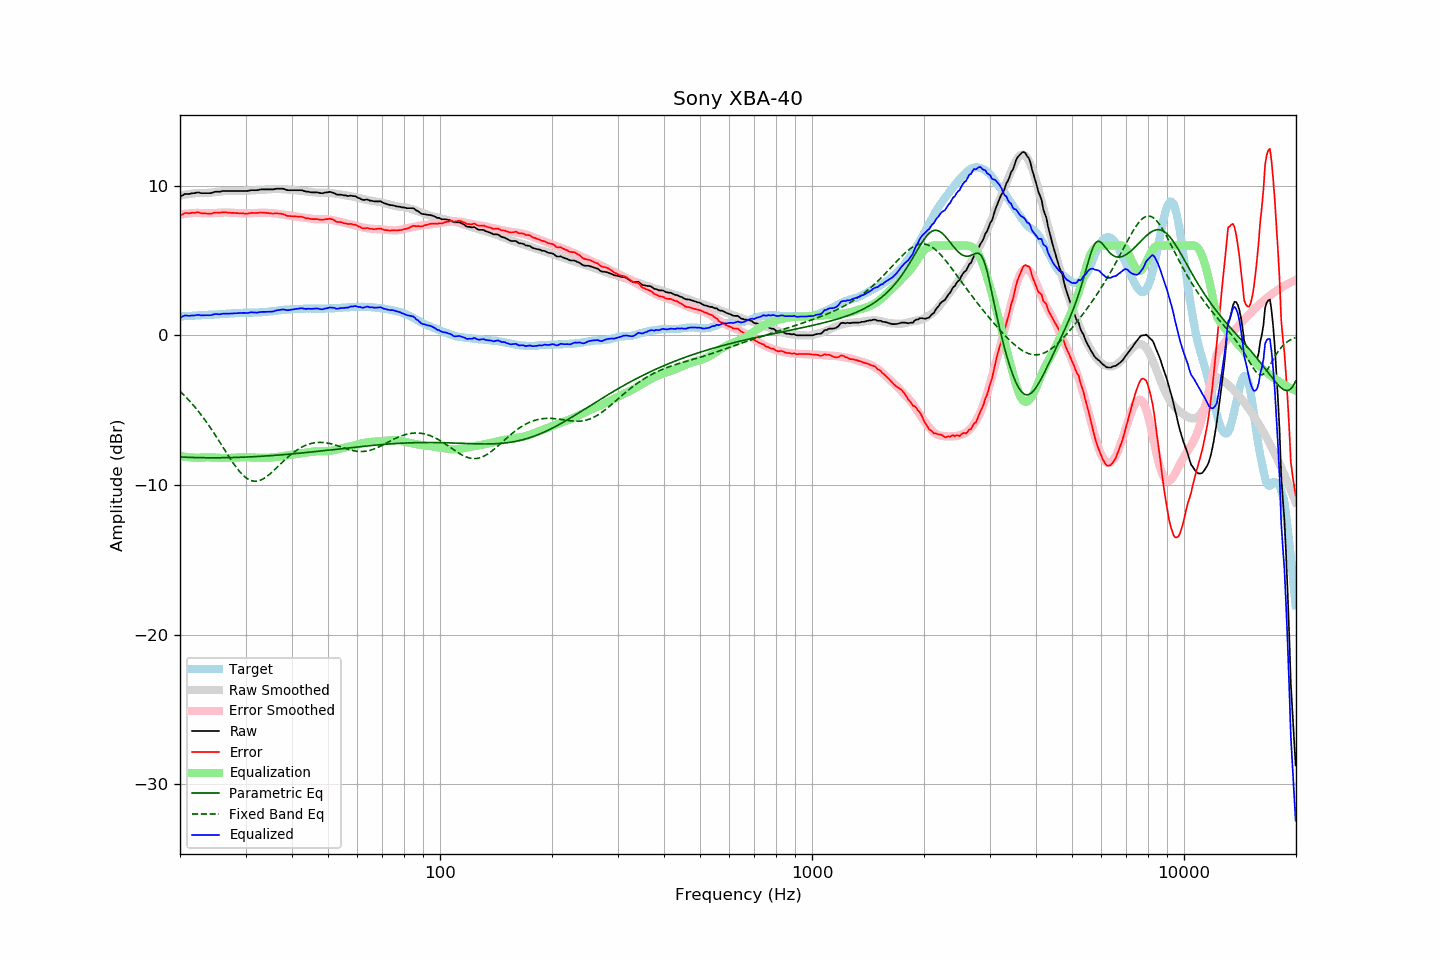 Sony XBA-40
10
0
−10
−20
−30
Amplitude (dBr)
Target
Raw Smoothed
Error Smoothed
Raw
Error
Equalization
Parametric Eq
Fixed Band Eq
Equalized
100
1000
10000
Frequency (Hz)